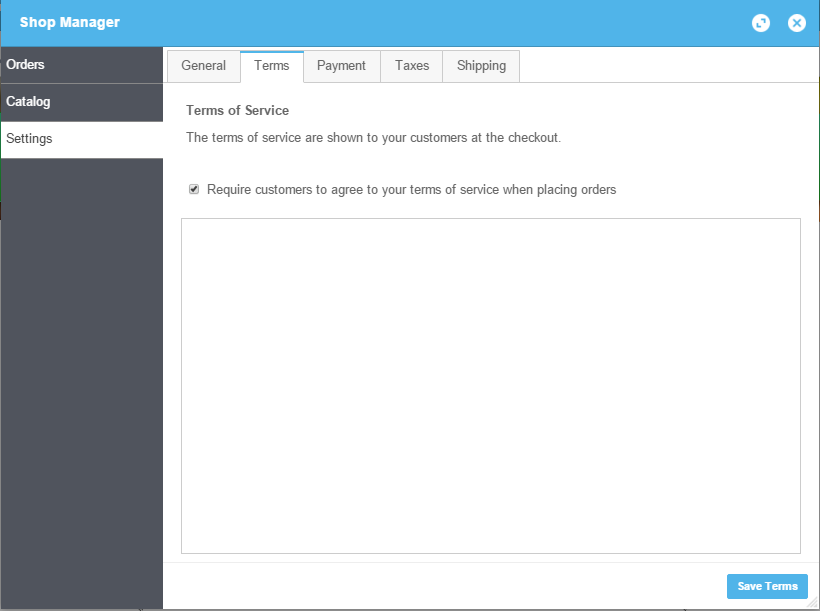 Shop Manager
Orders
Catalog
Settings
General Terms Payment Taxes Shipping
Terms of Service
The terms of service are shown to your customers at the checkout.
Require customers to agree to your terms of service when placing orders
Save Terms